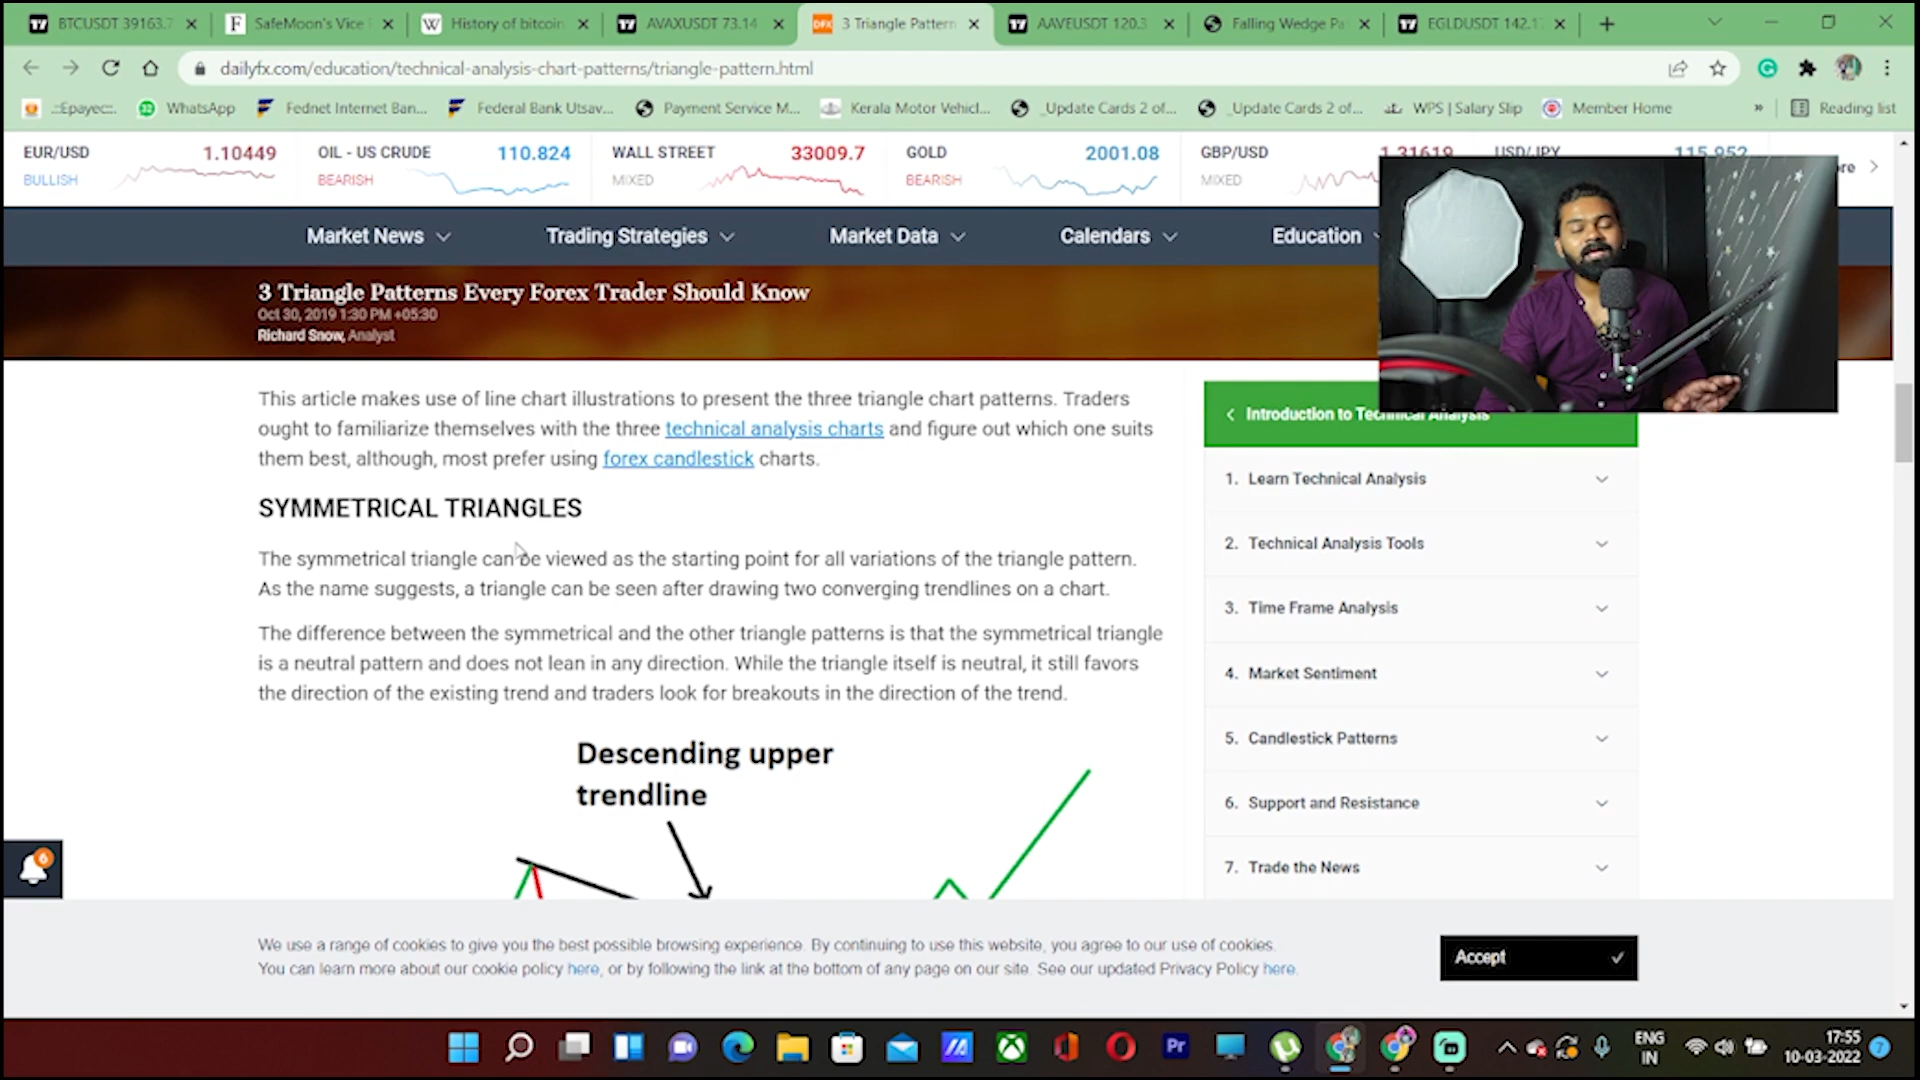 BTCUSDT 39163.7
SafeMoon's Vice
History of bitcoin
AVAXUSDT 73.14
3 Triangle Pattern
AAVEUSDT 120.3
Falling Wedge Pa
EGLDUSDT 142.1
dailyfx.com/education/technical-analysis-chart-patterns/triangle-pattern.html
.::Epayec::.
WhatsApp
Fednet Internet Ban...
Federal Bank Utsav...
Payment Service M...
Kerala Motor Vehicl...
_Update Cards 2 of...
_Update Cards 2 of...
WPS | Salary Slip
Member Home
»
Reading list
EUR/USD 1.10449
BULLISH
OIL - US CRUDE 110.824
BEARISH
WALL STREET 33009.7
MIXED
GOLD 2001.08
BEARISH
GBP/USD 1.31619
MIXED
USD/JPY 115.952
Market News
Trading Strategies
Market Data
Calendars
Education
3 Triangle Patterns Every Forex Trader Should Know
Oct 30, 2019 1:30 PM +05:30
Richard Snow, Analyst
This article makes use of line chart illustrations to present the three triangle chart patterns. Traders
ought to familiarize themselves with the three technical analysis charts and figure out which one suits
them best, although, most prefer using forex candlestick charts.
SYMMETRICAL TRIANGLES
The symmetrical triangle can be viewed as the starting point for all variations of the triangle pattern.
As the name suggests, a triangle can be seen after drawing two converging trendlines on a chart.
The difference between the symmetrical and the other triangle patterns is that the symmetrical triangle
is a neutral pattern and does not lean in any direction. While the triangle itself is neutral, it still favors
the direction of the existing trend and traders look for breakouts in the direction of the trend.
Descending upper
trendline
Introduction to Technical Analysis
1. Learn Technical Analysis
2. Technical Analysis Tools
3. Time Frame Analysis
4. Market Sentiment
5. Candlestick Patterns
6. Support and Resistance
7. Trade the News
6
We use a range of cookies to give you the best possible browsing experience. By continuing to use this website, you agree to our use of cookies.
You can learn more about our cookie policy here, or by following the link at the bottom of any page on our site. See our updated Privacy Policy here.
Accept
Pr
ENG
IN
17:55
10-03-2022
7